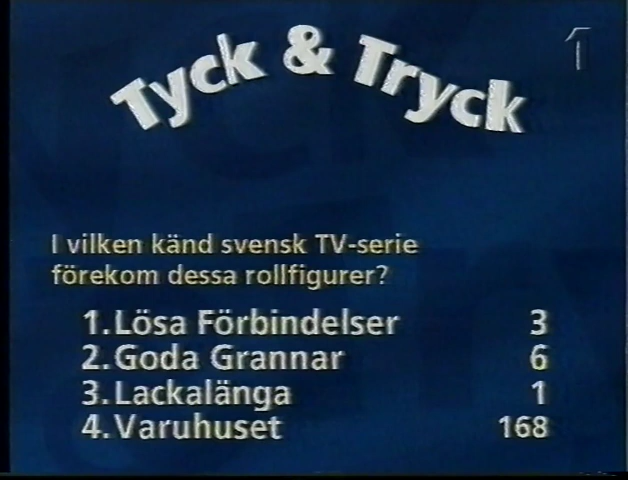 Tyck & Tryck
1
I vilken känd svensk TV-serie
förekom dessa rollfigurer?
1. Lösa Förbindelser 3
2. Goda Grannar 6
3. Lackalänga 1
4. Varuhuset 168